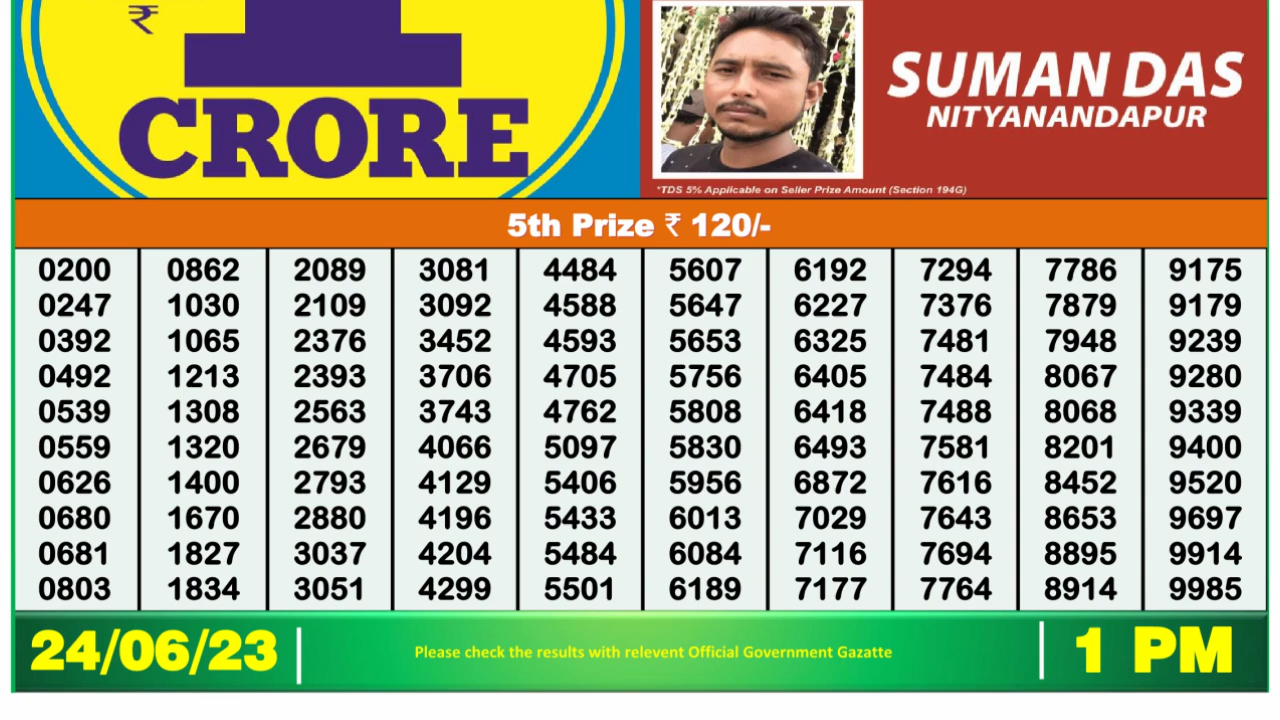 ₹
1
CRORE
SUMAN DAS
NITYANANDAPUR
*TDS 5% Applicable on Seller Prize Amount (Section 194G)
5th Prize ₹ 120/-
0200 0862 2089 3081 4484 5607 6192 7294 7786 9175
0247 1030 2109 3092 4588 5647 6227 7376 7879 9179
0392 1065 2376 3452 4593 5653 6325 7481 7948 9239
0492 1213 2393 3706 4705 5756 6405 7484 8067 9280
0539 1308 2563 3743 4762 5808 6418 7488 8068 9339
0559 1320 2679 4066 5097 5830 6493 7581 8201 9400
0626 1400 2793 4129 5406 5956 6872 7616 8452 9520
0680 1670 2880 4196 5433 6013 7029 7643 8653 9697
0681 1827 3037 4204 5484 6084 7116 7694 8895 9914
0803 1834 3051 4299 5501 6189 7177 7764 8914 9985
24/06/23 Please check the results with relevent Official Government Gazatte 1 PM